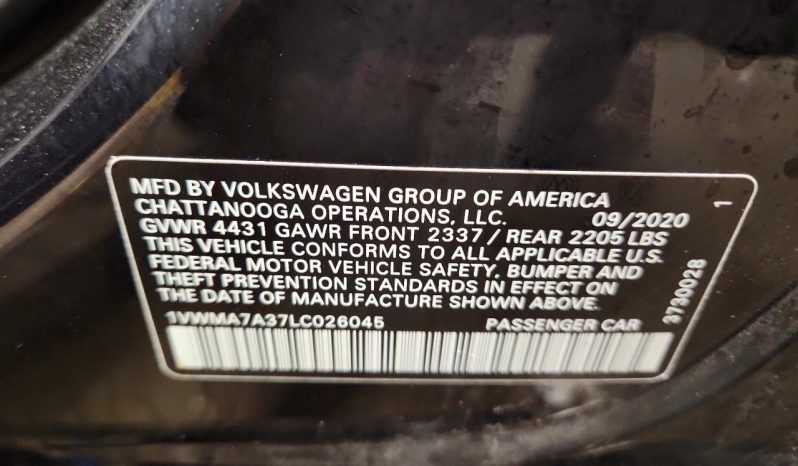 MFD BY VOLKSWAGEN GROUP OF AMERICA
CHATTANOOGA OPERATIONS, LLC. 09/2020
GVWR 4431 GAWR FRONT 2337 / REAR 2205 LBS
THIS VEHICLE CONFORMS TO ALL APPLICABLE U.S.
FEDERAL MOTOR VEHICLE SAFETY, BUMPER AND
THEFT PREVENTION STANDARDS IN EFFECT ON
THE DATE OF MANUFACTURE SHOWN ABOVE.
1VWMA7A37LC026045 PASSENGER CAR
3730028 1